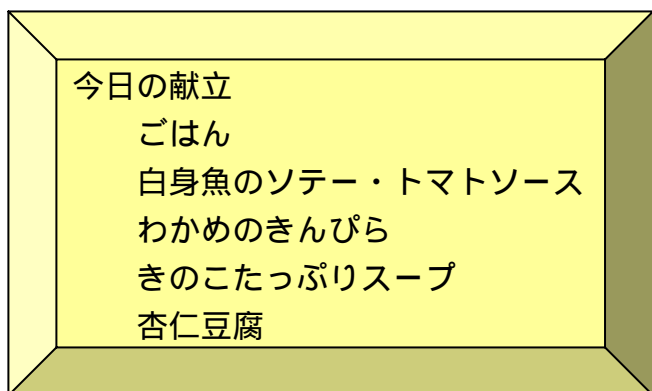 今日の献立
ごはん
白身魚のソテー・トマトソース
わかめのきんぴら
きのこたっぷりスープ
杏仁豆腐